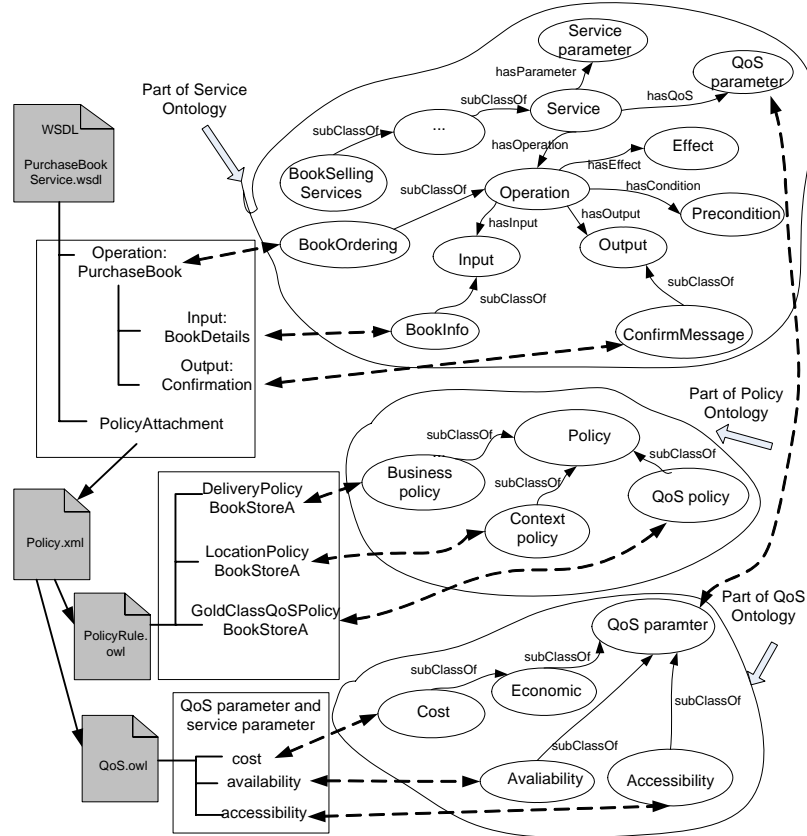 Service
parameter
QoS
parameter
hasParameter
Part of Service
Ontology
subClassOf
hasQoS
Service
...
WSDL
PurchaseBook
Service.wsdl
subClassOf
hasOperation
Effect
hasEffect
BookSelling
Services
subClassOf
Operation
hasCondition
Precondition
hasInput
hasOutput
BookOrdering
Operation:
PurchaseBook
Input
Output
subClassOf
subClassOf
Input:
BookDetails
BookInfo
ConfirmMessage
Output:
Confirmation
PolicyAttachment
Part of Policy
Ontology
subClassOf
Policy
...
subClassOf
Business
policy
subClassOf
QoS policy
DeliveryPolicy
BookStoreA
Context
policy
Policy.xml
LocationPolicy
BookStoreA
GoldClassQoSPolicy
BookStoreA
PolicyRule.
owl
Part of QoS
Ontology
QoS paramter
subClassOf
subClassOf
Economic
Cost
subClassOf
QoS parameter and
service parameter
subClassOf
QoS.owl
cost
availability
Avaliability
Accessibility
accessibility